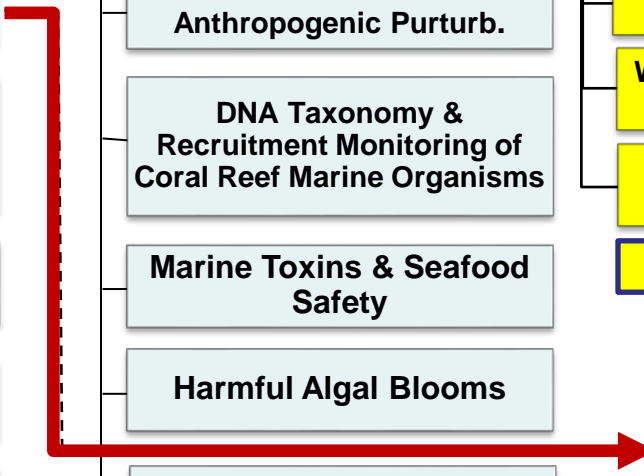 Anthropogenic Purturb.
DNA Taxonomy &
Recruitment Monitoring of
Coral Reef Marine Organisms
Marine Toxins & Seafood
Safety
Harmful Algal Blooms